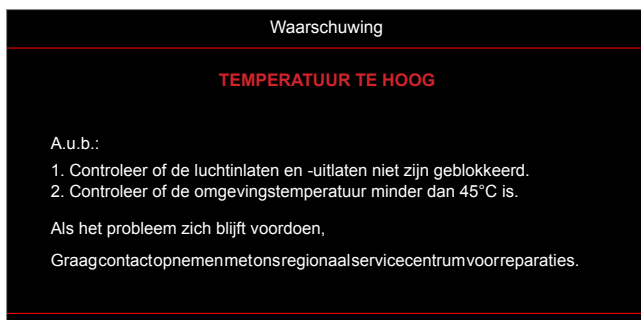 Waarschuwing
TEMPERATUUR TE HOOG
A.u.b.:
1. Controleer of de luchtinlaten en -uitlaten niet zijn geblokkeerd.
2. Controleer of de omgevingstemperatuur minder dan 45°C is.
Als het probleem zich blijft voordoen,
Graagcontactopnemenmetonsregionaalservicecentrumvoorreparaties.